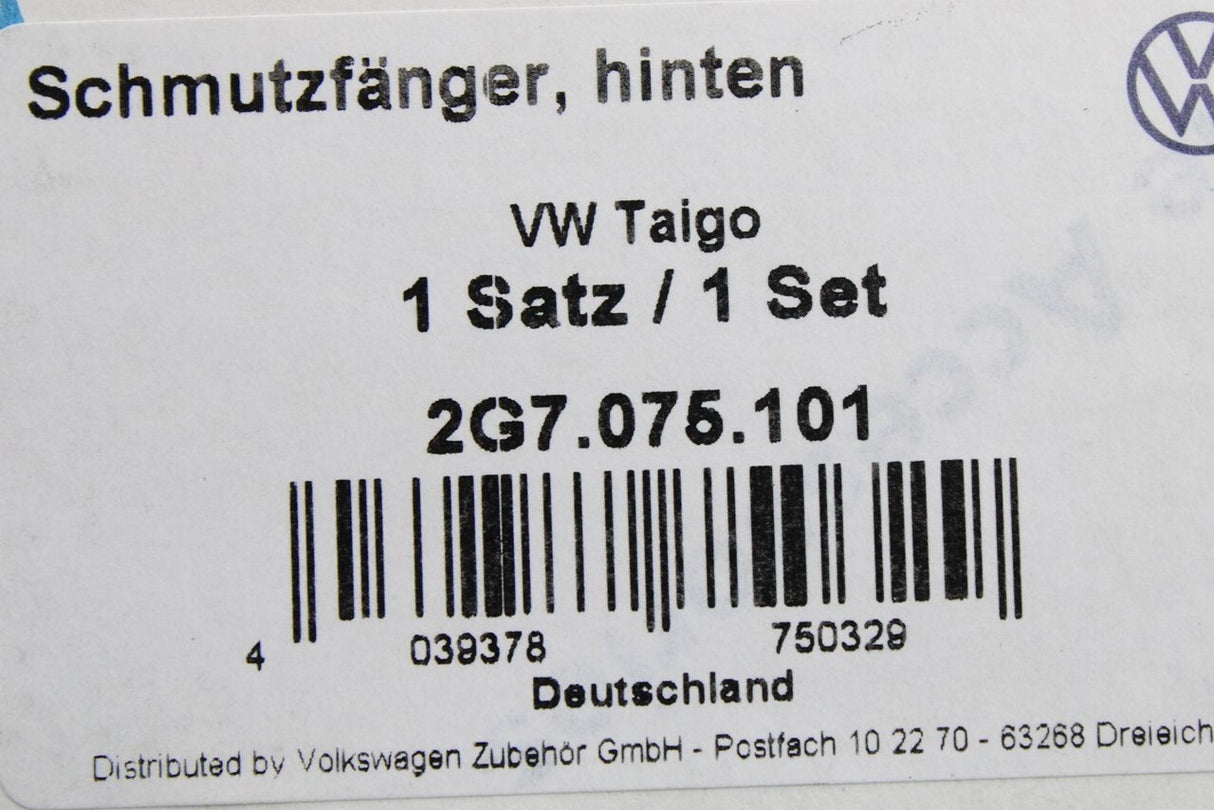 Schmutzfänger, hinten
VW Taigo
1 Satz / 1 Set
2G7.075.101
4 039378 750329
Deutschland
Distributed by Volkswagen Zubehör GmbH - Postfach 10 22 70 - 63268 Dreieich